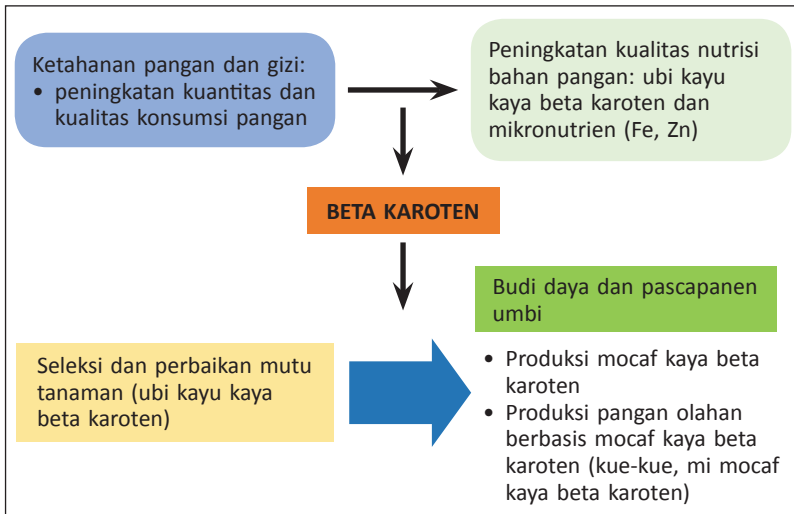 Ketahanan pangan dan gizi:
• peningkatan kuantitas dan
kualitas konsumsi pangan
Peningkatan kualitas nutrisi
bahan pangan: ubi kayu
kaya beta karoten dan
mikronutrien (Fe, Zn)
BETA KAROTEN
Budi daya dan pascapanen
umbi
Seleksi dan perbaikan mutu
tanaman (ubi kayu kaya
beta karoten)
• Produksi mocaf kaya beta
karoten
• Produksi pangan olahan
berbasis mocaf kaya beta
karoten (kue-kue, mi mocaf
kaya beta karoten)